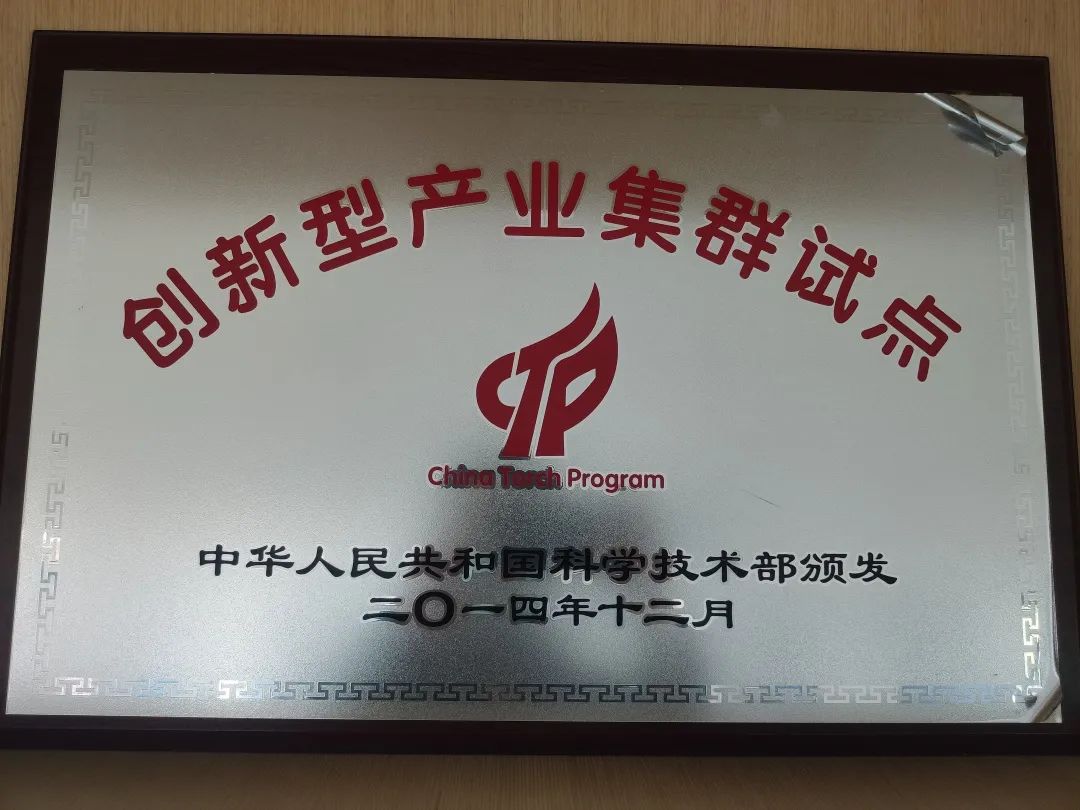 创新型产业集群试点
CTP
China Torch Program
中华人民共和国科学技术部颁发
二〇一四年十二月